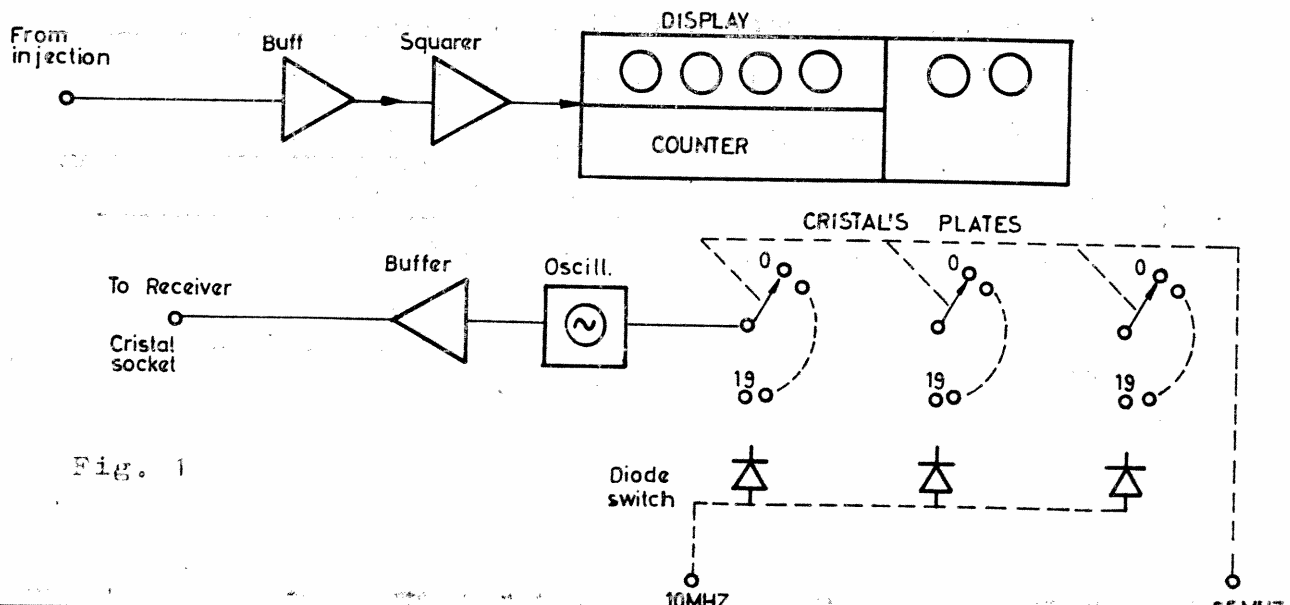 From
injection
Buff
Squarer
DISPLAY
COUNTER
CRISTAL'S PLATES
To Receiver
Cristal
socket
Buffer
Oscill.
0
0
0
19
19
19
Fig. 1
Diode
switch
10MHZ